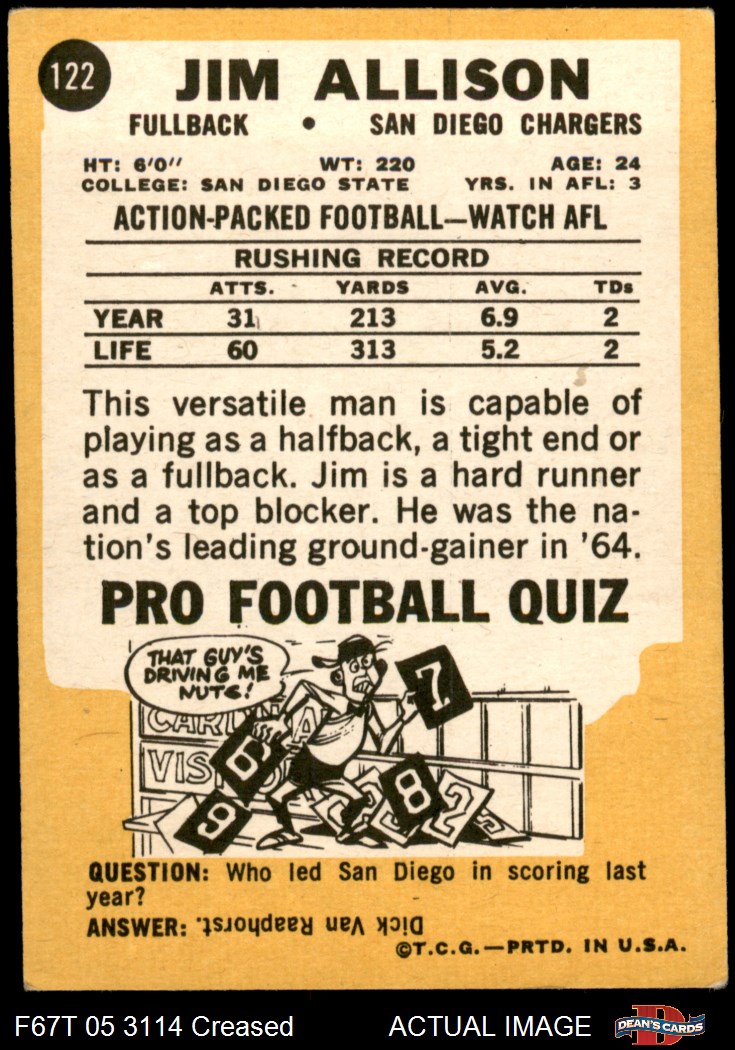 122
JIM ALLISON
FULLBACK • SAN DIEGO CHARGERS
HT: 6'0" WT: 220 AGE: 24
COLLEGE: SAN DIEGO STATE YRS. IN AFL: 3
ACTION-PACKED FOOTBALL—WATCH AFL
RUSHING RECORD
ATTS. YARDS AVG. TDs
YEAR 31 213 6.9 2
LIFE 60 313 5.2 2
This versatile man is capable of
playing as a halfback, a tight end or
as a fullback. Jim is a hard runner
and a top blocker. He was the na-
tion's leading ground-gainer in '64.
PRO FOOTBALL QUIZ
THAT GUY'S
DRIVING ME
NUTS!
7
CARDINALS
6
VISITORS
9 8 2
QUESTION: Who led San Diego in scoring last
year?
ANSWER: Dick Van Raaphorst.
©T.C.G.—PRTD. IN U.S.A.
F67T 05 3114 Creased ACTUAL IMAGE
D
DEAN'S CARDS